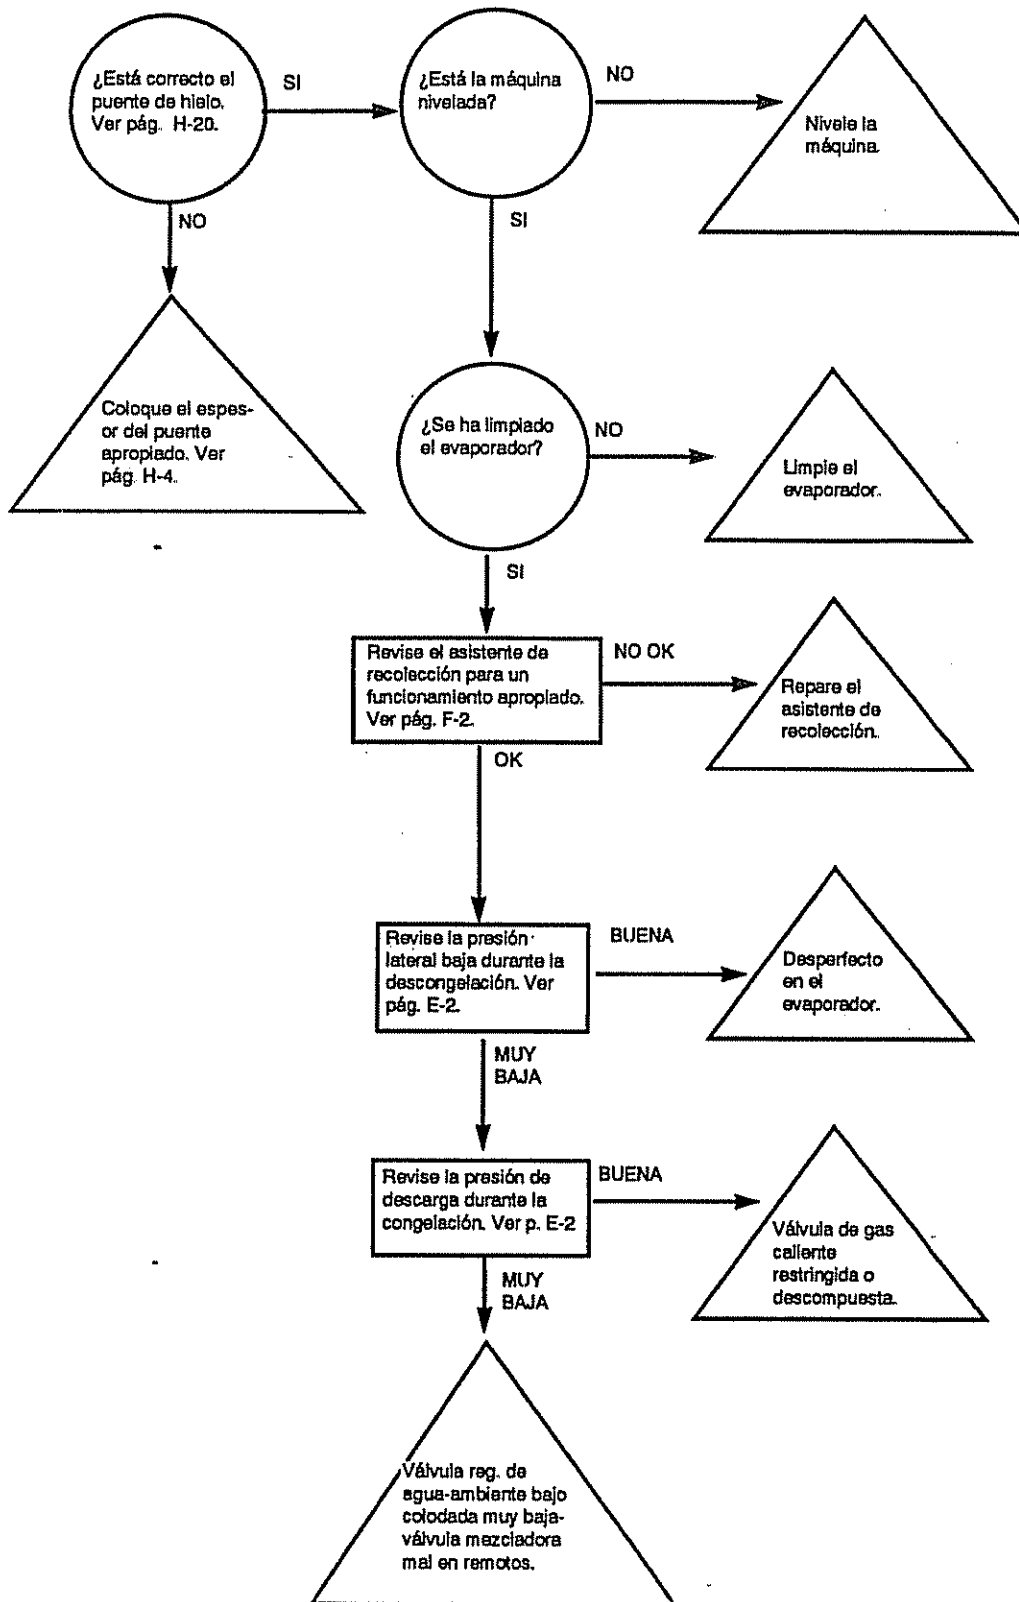 ¿Está correcto el
puente de hielo.
Ver pág. H-20.
SI
¿Está la máquina
nivelada?
NO
Nivele la
máquina.
NO
SI
Coloque el espes-
or del puente
apropiado. Ver
pág. H-4.
¿Se ha limpiado
el evaporador?
NO
Limpie el
evaporador.
SI
Revise el asistente de
recolección para un
funcionamiento apropiado.
Ver pág. F-2.
NO OK
Repare el
asistente de
recolección.
OK
Revise la presión
lateral baja durante la
descongelación. Ver
pág. E-2.
BUENA
Desperfecto
en el
evaporador.
MUY
BAJA
Revise la presión de
descarga durante la
congelación. Ver p. E-2
BUENA
Válvula de gas
caliente
restringida o
descompuesta.
MUY
BAJA
Válvula reg. de
agua-ambiente bajo
colodada muy baja-
válvula mezcladora
mal en remotos.